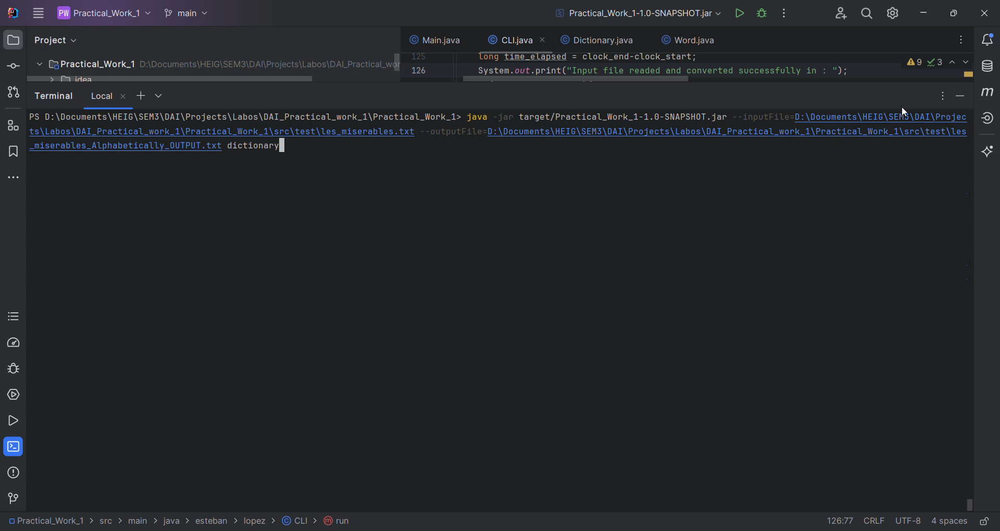 PW Practical_Work_1 main Practical_Work_1-1.0-SNAPSHOT.jar
Project Main.java CLI.java Dictionary.java Word.java
125 long time_elapsed = clock_end-clock_start;
Practical_Work_1 D:\Documents\HEIG\SEM3\DAI\Projects\Labos\DAI_Practical_wor 9 3
126 System.out.print("Input file readed and converted successfully in : ");
idea
Terminal Local
PS D:\Documents\HEIG\SEM3\DAI\Projects\Labos\DAI_Practical_work_1\Practical_Work_1> java -jar target/Practical_Work_1-1.0-SNAPSHOT.jar --inputFile=D:\Documents\HEIG\SEM3\DAI\Projec
ts\Labos\DAI_Practical_work_1\Practical_Work_1\src\test\les_miserables.txt --outputFile=D:\Documents\HEIG\SEM3\DAI\Projects\Labos\DAI_Practical_work_1\Practical_Work_1\src\test\les
_miserables_Alphabetically_OUTPUT.txt dictionary
Practical_Work_1 > src > main > java > esteban > lopez > CLI > run 126:77 CRLF UTF-8 4 spaces